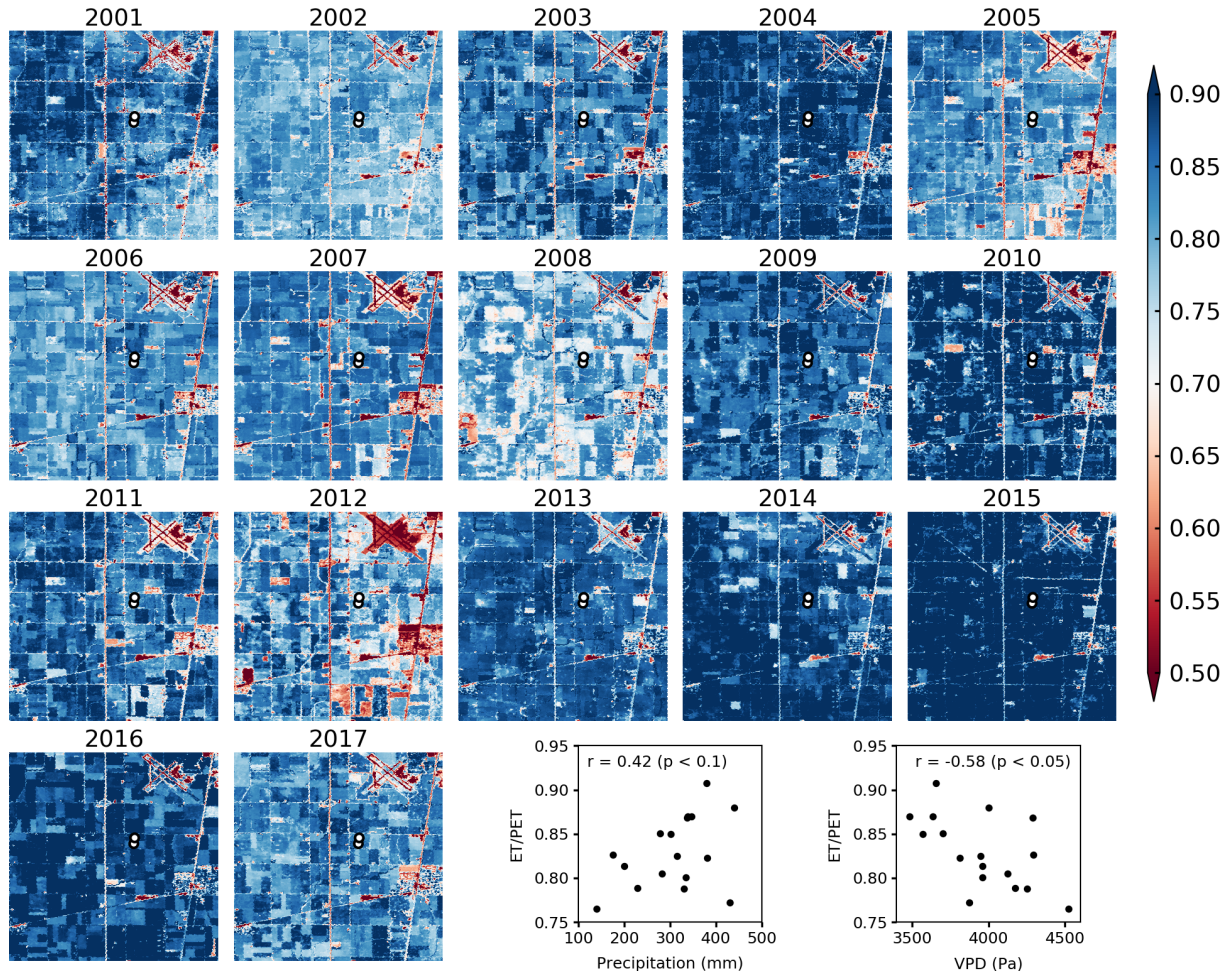 2001 2002 2003 2004 2005
0.90
0.85
0.80
0.75
0.70
0.65
0.60
0.55
0.50
2006 2007 2008 2009 2010
2011 2012 2013 2014 2015
2016 2017
r = 0.42 (p < 0.1)
ET/PET
0.95
0.90
0.85
0.80
0.75
100 200 300 400 500
Precipitation (mm)
r = -0.58 (p < 0.05)
ET/PET
0.95
0.90
0.85
0.80
0.75
3500 4000 4500
VPD (Pa)